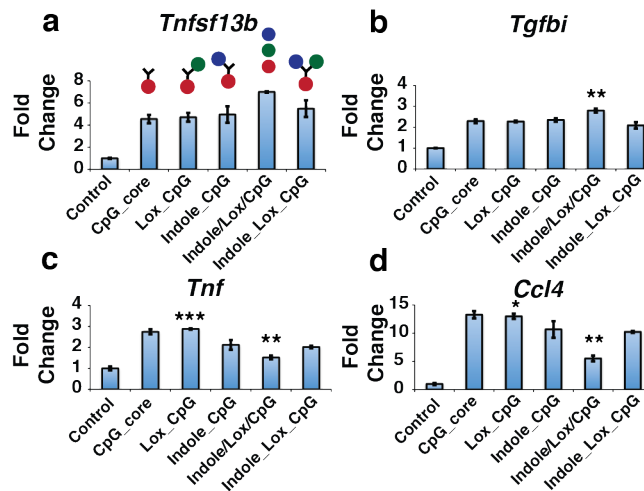 a
Tnfsf13b
Fold
Change
8
6
4
2
0
Control
CpG_core
Lox_CpG
Indole_CpG
Indole/Lox/CpG
Indole_Lox_CpG
b
Tgfbi
**
Fold
Change
4
3
2
1
Control
CpG_core
Lox_CpG
Indole_CpG
Indole/Lox/CpG
Indole_Lox_CpG
c
Tnf
***
**
Fold
Change
4
3
2
1
0
Control
CpG_core
Lox_CpG
Indole_CpG
Indole/Lox/CpG
Indole_Lox_CpG
d
Ccl4
*
**
Fold
Change
15
10
5
0
Control
CpG_core
Lox_CpG
Indole_CpG
Indole/Lox/CpG
Indole_Lox_CpG